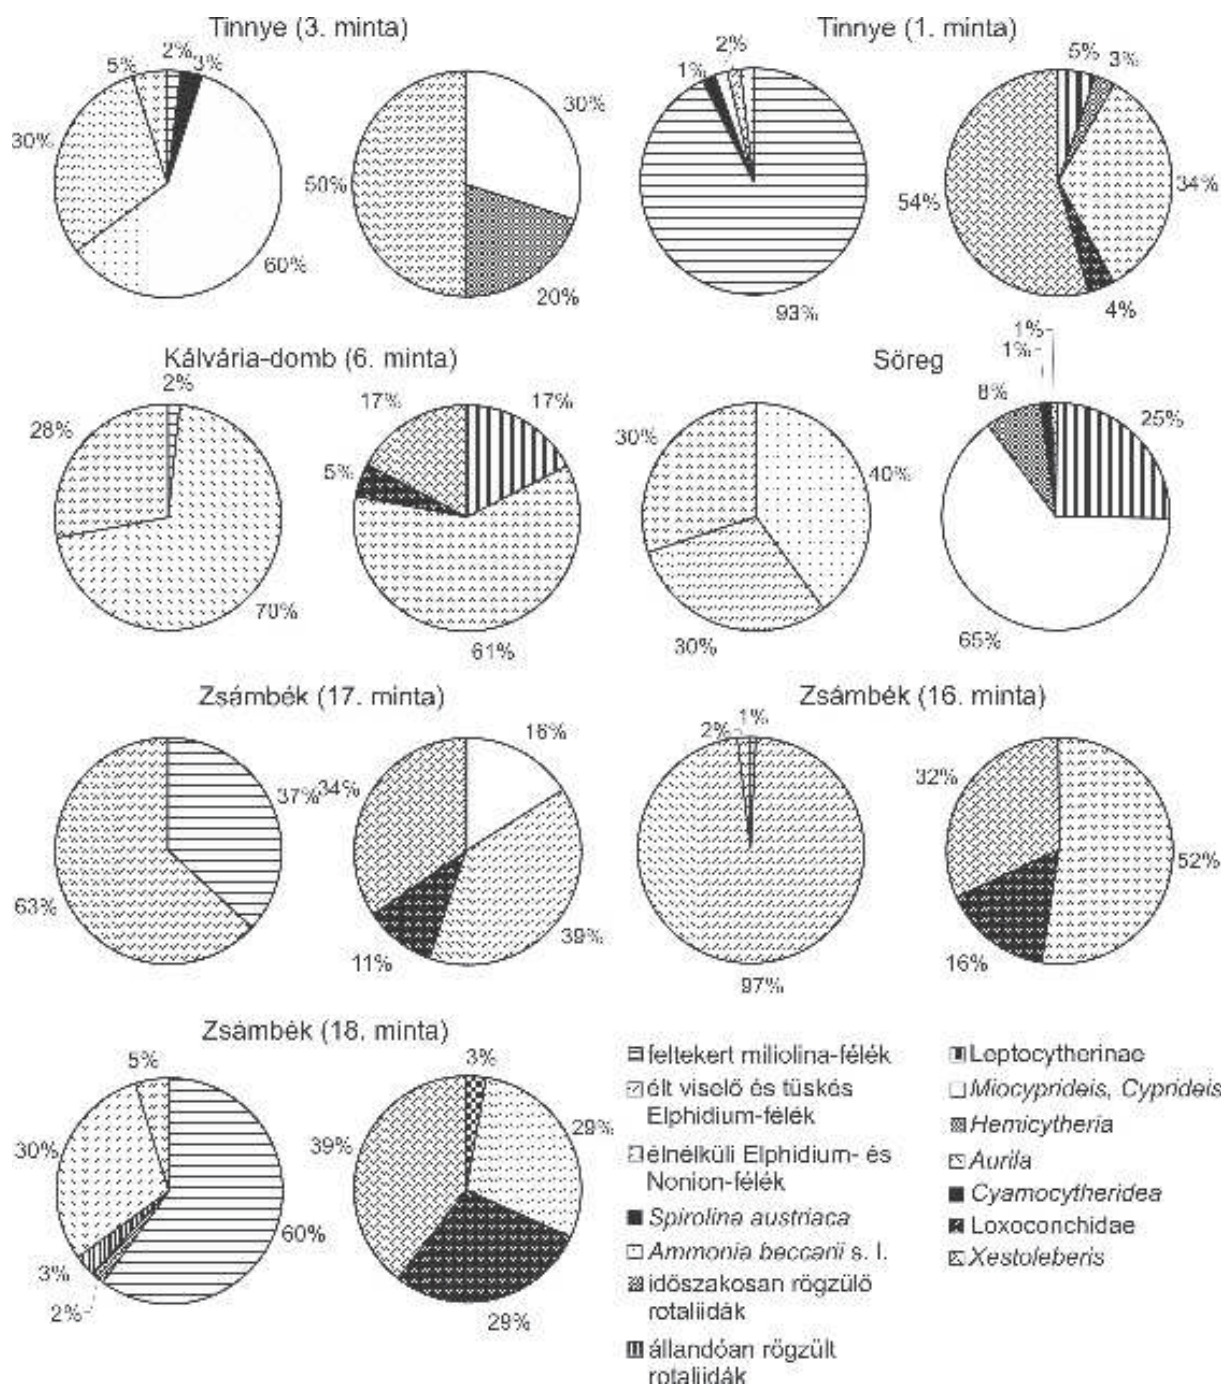 Tinnye (3. minta)
Tinnye (1. minta)
5%
2%
3%
30%
60%
30%
50%
20%
1%
2%
93%
5%
3%
34%
54%
4%
Kálvária-domb (6. minta)
Söreg
2%
28%
70%
17%
17%
5%
61%
30%
40%
30%
1%
1%
8%
25%
65%
Zsámbék (17. minta)
Zsámbék (16. minta)
37%
63%
34%
16%
39%
11%
2%
1%
97%
32%
52%
16%
Zsámbék (18. minta)
5%
30%
60%
3%
2%
3%
39%
29%
29%
feltekert miliolina-félék
élt viselő és tüskés
Elphidium-félék
élnélküli Elphidium- és
Nonion-félék
Spirolina austriaca
Ammonia beccarii s. l.
időszakosan rögzülő
rotaliidák
állandóan rögzült
rotaliidák
Leptocytherinae
Miocyprideis, Cyprideis
Hemicytheria
Aurila
Cyamocytheridea
Loxoconchidae
Xestoleberis